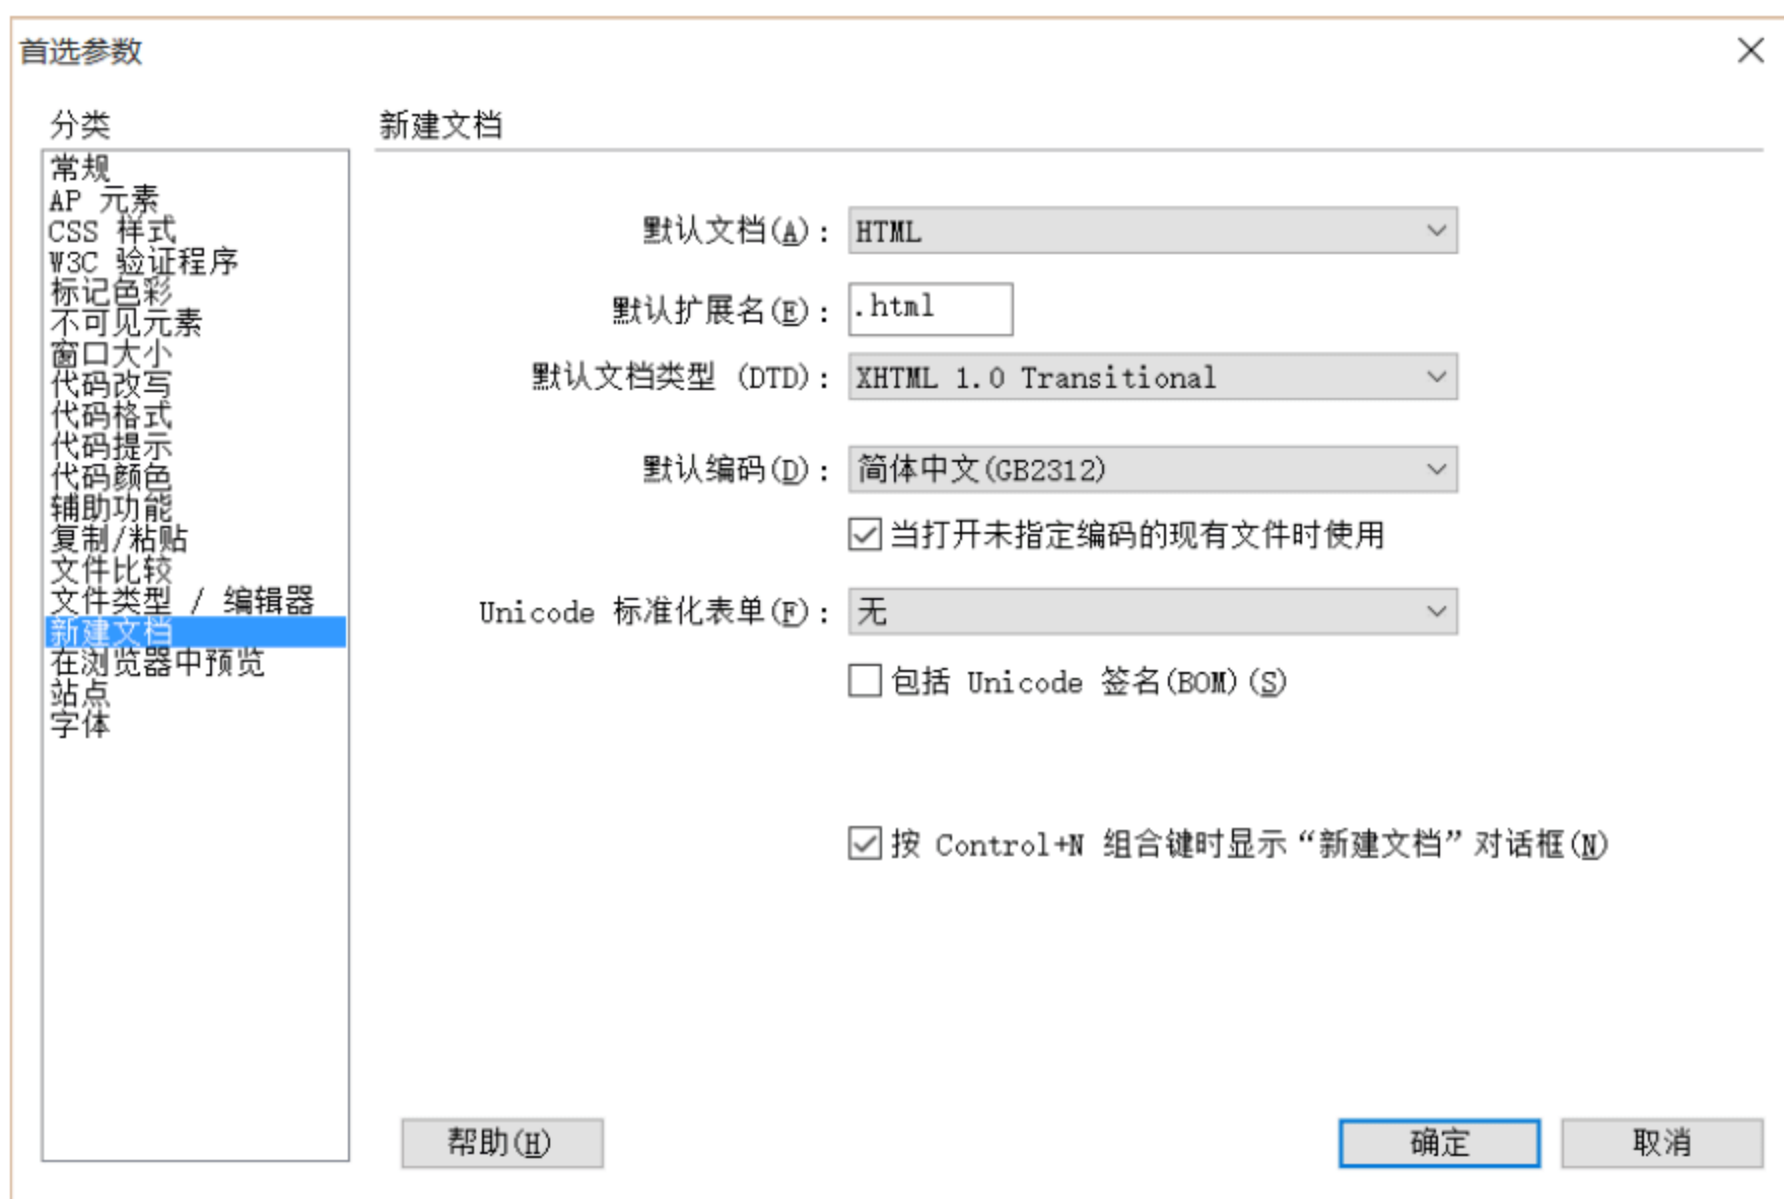 首选参数
分类
常规
AP 元素
CSS 样式
W3C 验证程序
标记色彩
不可见元素
窗口大小
代码改写
代码格式
代码提示
代码颜色
辅助功能
复制/粘贴
文件比较
文件类型 / 编辑器
新建文档
在浏览器中预览
站点
字体
新建文档
默认文档(A): HTML
默认扩展名(E): .html
默认文档类型 (DTD): XHTML 1.0 Transitional
默认编码(D): 简体中文(GB2312)
当打开未指定编码的现有文件时使用
Unicode 标准化表单(F): 无
包括 Unicode 签名(BOM)(S)
按 Control+N 组合键时显示“新建文档”对话框(N)
帮助(H) 确定 取消